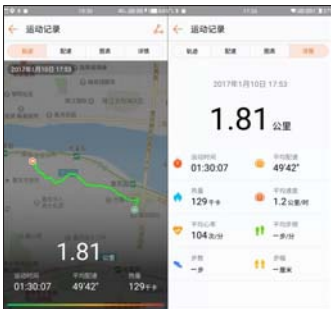 运动记录
轨迹 配速 图表 详情
2017年1月10日 17:53
1.81 公里
运动时间 平均配速 热量
01:30:07 49'42" 129千卡
运动记录
轨迹 配速 图表 详情
2017年1月10日 17:53
1.81 公里
运动时间 平均配速
01:30:07 49'42"
热量 平均速度
129千卡 1.2公里/时
平均心率 平均步频
104次/分 --步/分
步数 步幅
--步 --厘米